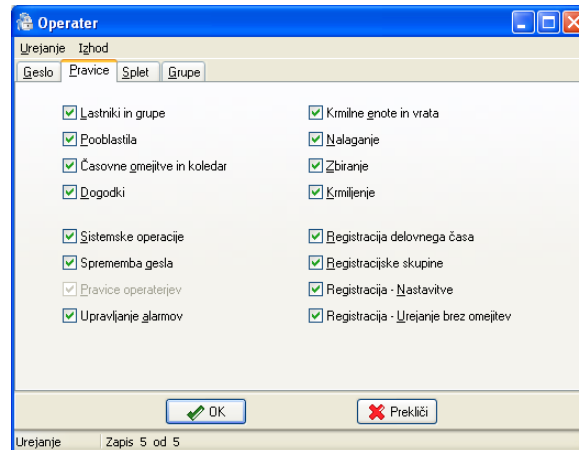 Operater
Urejanje Izhod
Geslo Pravice Splet Grupe
Lastniki in grupe
Pooblastila
Časovne omejitve in koledar
Dogodki
Krmilne enote in vrata
Nalaganje
Zbiranje
Krmiljenje
Sistemske operacije
Sprememba gesla
Pravice operaterjev
Upravljanje alarmov
Registracija delovnega časa
Registracijske skupine
Registracija - Nastavitve
Registracija - Urejanje brez omejitev
OK Prekliči
Urejanje Zapis 5 od 5